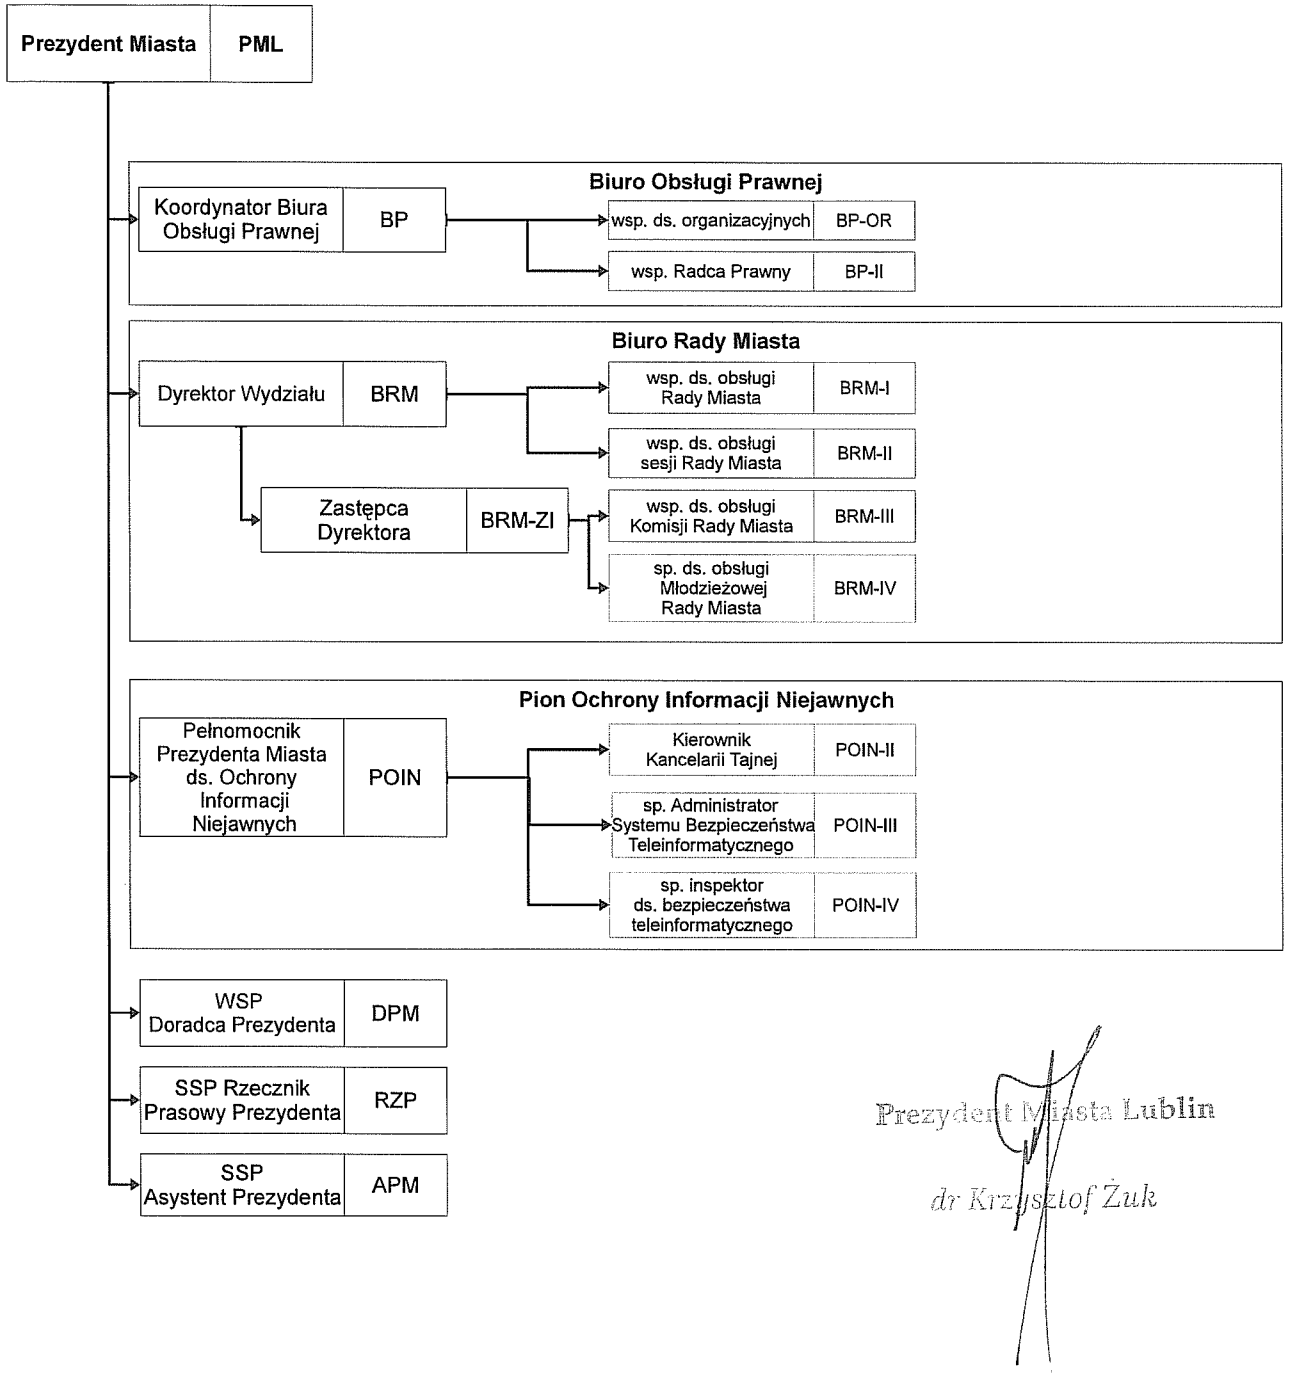 Prezydent Miasta PML
Biuro Obsługi Prawnej
Koordynator Biura
Obsługi Prawnej
BP
wsp. ds. organizacyjnych BP-OR
wsp. Radca Prawny BP-II
Biuro Rady Miasta
Dyrektor Wydziału BRM
wsp. ds. obsługi
Rady Miasta
BRM-I
wsp. ds. obsługi
sesji Rady Miasta
BRM-II
Zastępca
Dyrektora
BRM-ZI
wsp. ds. obsługi
Komisji Rady Miasta
BRM-III
sp. ds. obsługi
Młodzieżowej
Rady Miasta
BRM-IV
Pion Ochrony Informacji Niejawnych
Pełnomocnik
Prezydenta Miasta
ds. Ochrony
Informacji
Niejawnych
POIN
Kierownik
Kancelarii Tajnej
POIN-II
sp. Administrator
Systemu Bezpieczeństwa
Teleinformatycznego
POIN-III
sp. inspektor
ds. bezpieczeństwa
teleinformatycznego
POIN-IV
WSP
Doradca Prezydenta
DPM
SSP Rzecznik
Prasowy Prezydenta
RZP
SSP
Asystent Prezydenta
APM
Prezydent Miasta Lublin
dr Krzysztof Żuk